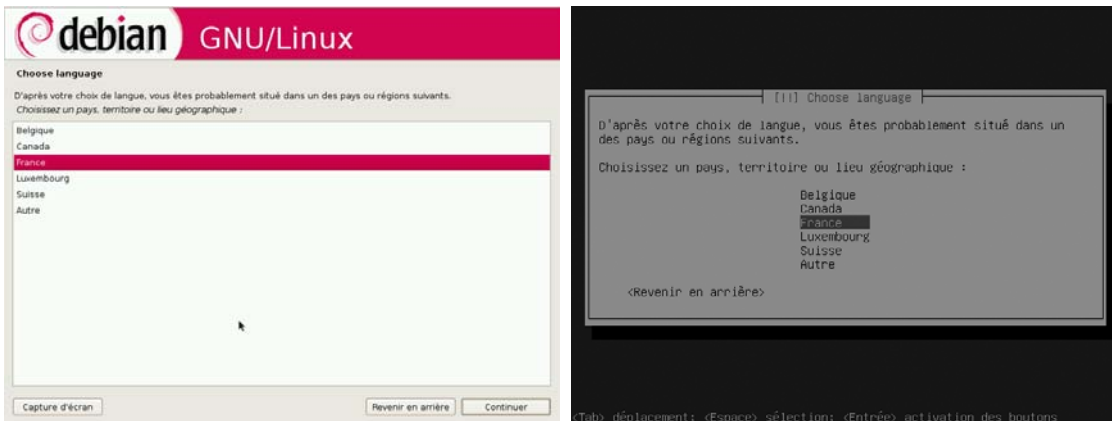 debian GNU/Linux
Choose language
D'après votre choix de langue, vous êtes probablement situé dans un des pays ou régions suivants.
Choisissez un pays, territoire ou lieu géographique :
Belgique
Canada
France
Luxembourg
Suisse
Autre
Capture d'écran
Revenir en arrière
Continuer
[!!] Choose language
D'après votre choix de langue, vous êtes probablement situé dans un
des pays ou régions suivants.
Choisissez un pays, territoire ou lieu géographique :
Belgique
Canada
France
Luxembourg
Suisse
Autre
<Revenir en arrière>
<Tab> déplacement; <Espace> sélection; <Entrée> activation des boutons